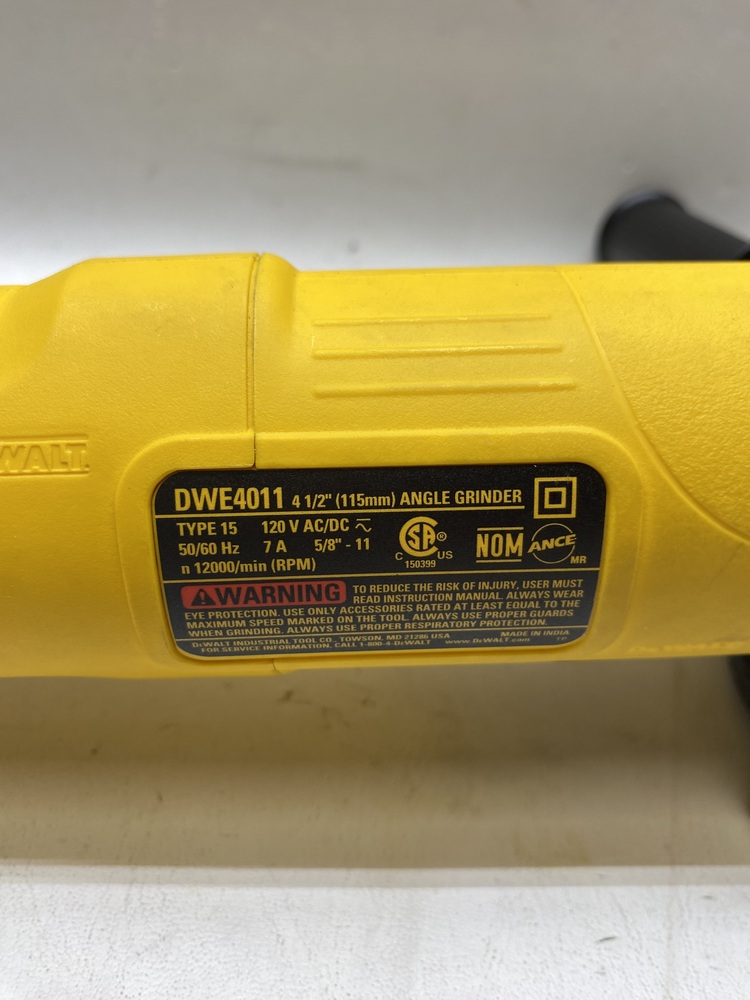 WALT
DWE4011 4 1/2" (115mm) ANGLE GRINDER
TYPE 15 120 V AC/DC
50/60 Hz 7 A 5/8" - 11
n 12000/min (RPM)
C SA® US
150399
NOM
ANCE
MR
WARNING TO REDUCE THE RISK OF INJURY, USER MUST
READ INSTRUCTION MANUAL. ALWAYS WEAR
EYE PROTECTION. USE ONLY ACCESSORIES RATED AT LEAST EQUAL TO THE
MAXIMUM SPEED MARKED ON THE TOOL. ALWAYS USE PROPER GUARDS
WHEN GRINDING. ALWAYS USE PROPER RESPIRATORY PROTECTION.
DeWALT INDUSTRIAL TOOL CO., TOWSON, MD 21286 USA MADE IN INDIA
FOR SERVICE INFORMATION, CALL 1-800-4-DeWALT www.DeWALT.com